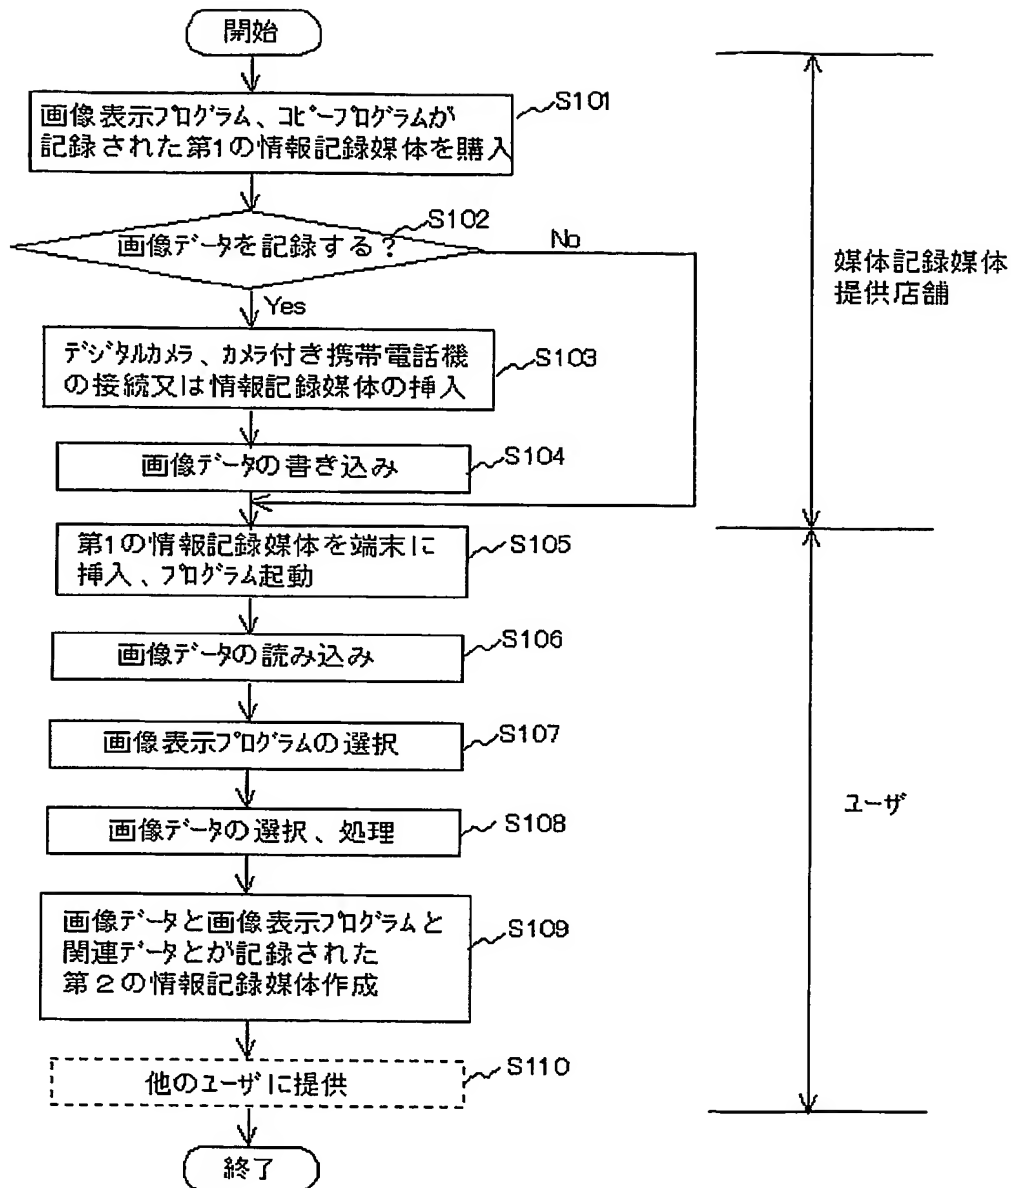 開始
画像表示プログラム、コピープログラムが
記録された第1の情報記録媒体を購入
S101
画像データを記録する？
S102
No
Yes
デジタルカメラ、カメラ付き携帯電話機
の接続又は情報記録媒体の挿入
S103
画像データの書き込み
S104
媒体記録媒体
提供店舗
第1の情報記録媒体を端末に
挿入、プログラム起動
S105
画像データの読み込み
S106
画像表示プログラムの選択
S107
画像データの選択、処理
S108
ユーザ
画像データと画像表示プログラムと
関連データとが記録された
第２の情報記録媒体作成
S109
他のユーザに提供
S110
終了